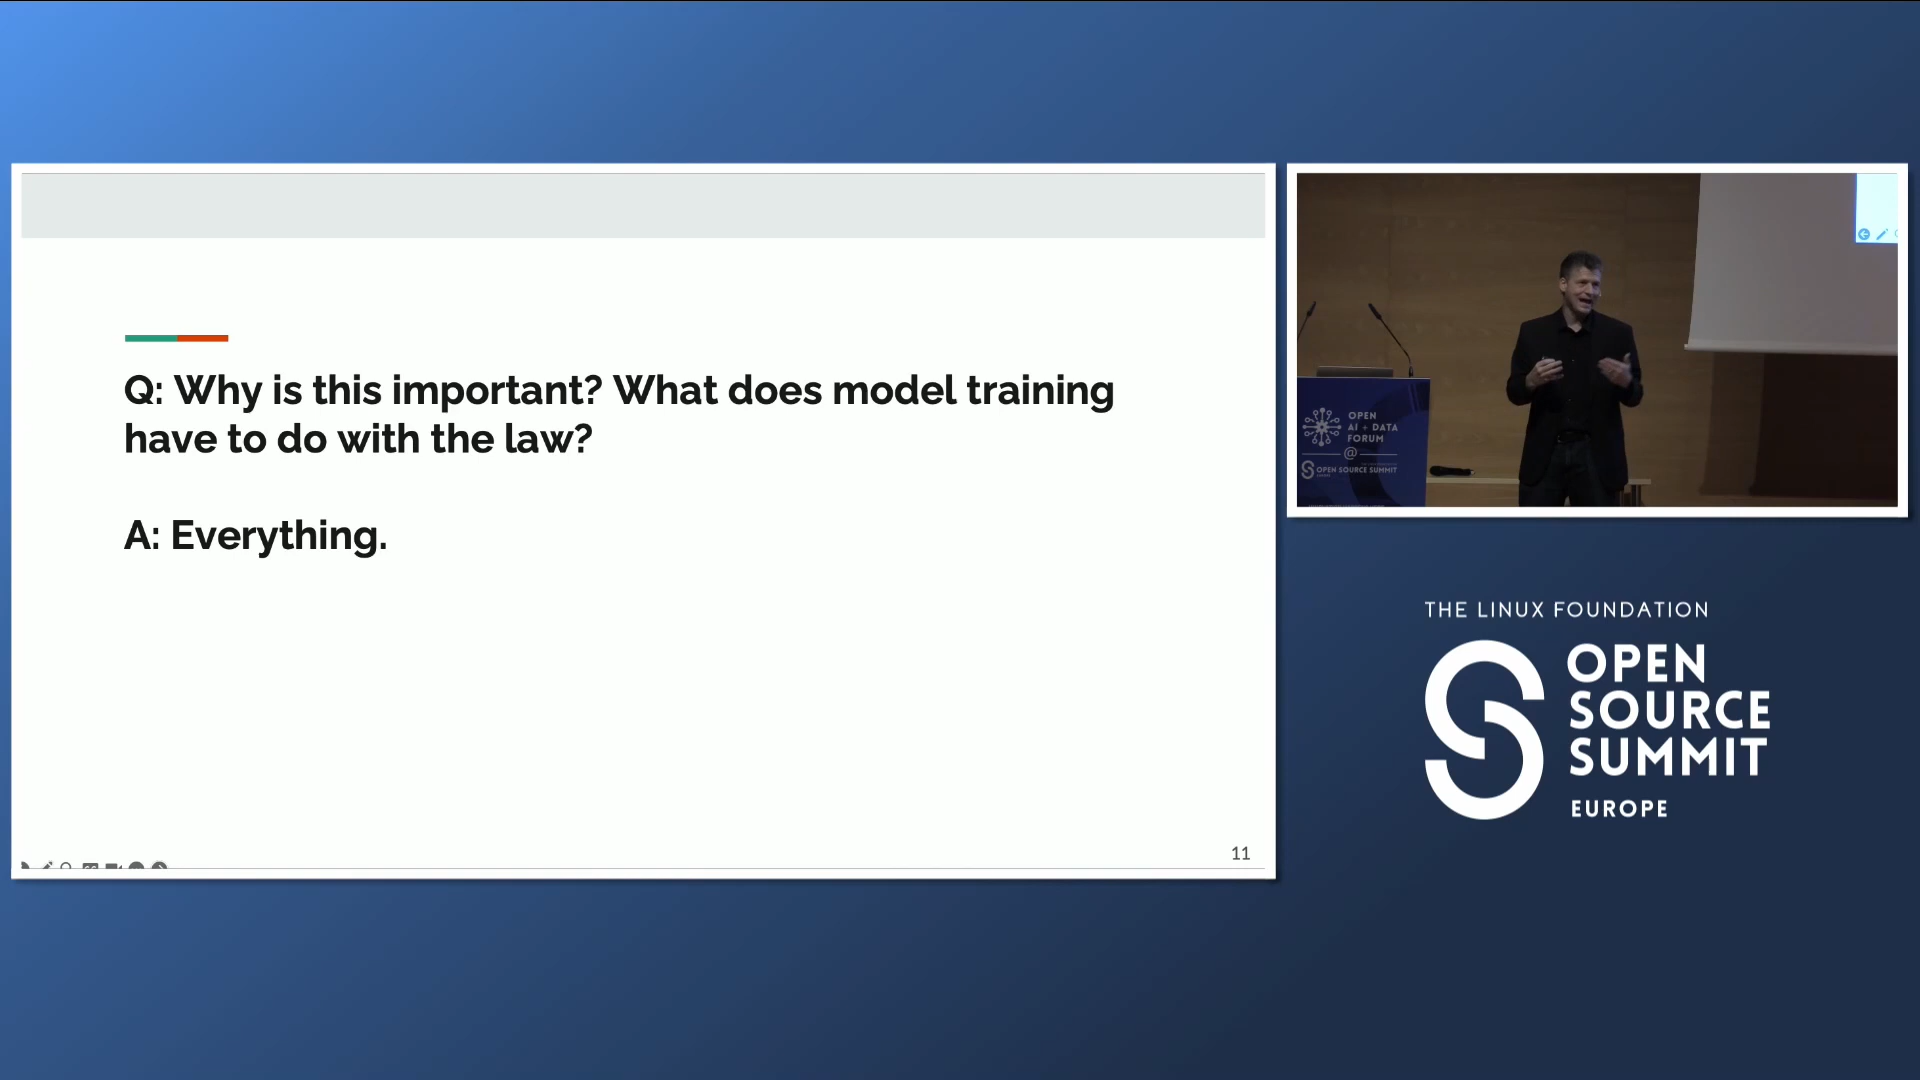 Q: Why is this important? What does model training
have to do with the law?
A: Everything.
11
OPEN
AI + DATA
FORUM
@
OPEN SOURCE SUMMIT
THE LINUX FOUNDATION
OPEN
SOURCE
SUMMIT
EUROPE